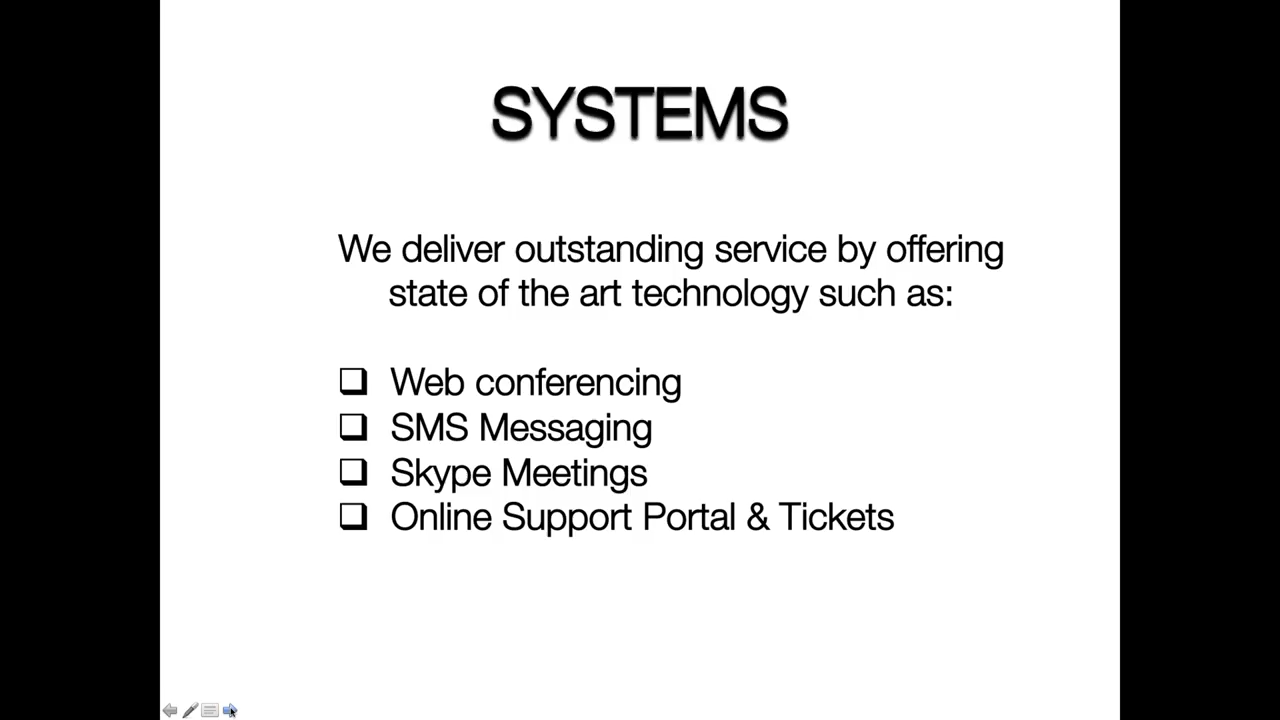 SYSTEMS
We deliver outstanding service by offering
state of the art technology such as:
❑ Web conferencing
❑ SMS Messaging
❑ Skype Meetings
❑ Online Support Portal & Tickets